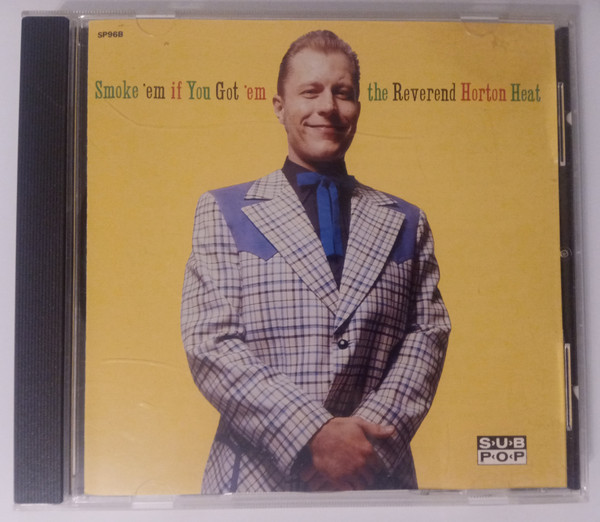 SP96B
Smoke 'em if You Got 'em the Reverend Horton Heat
SUB
POP